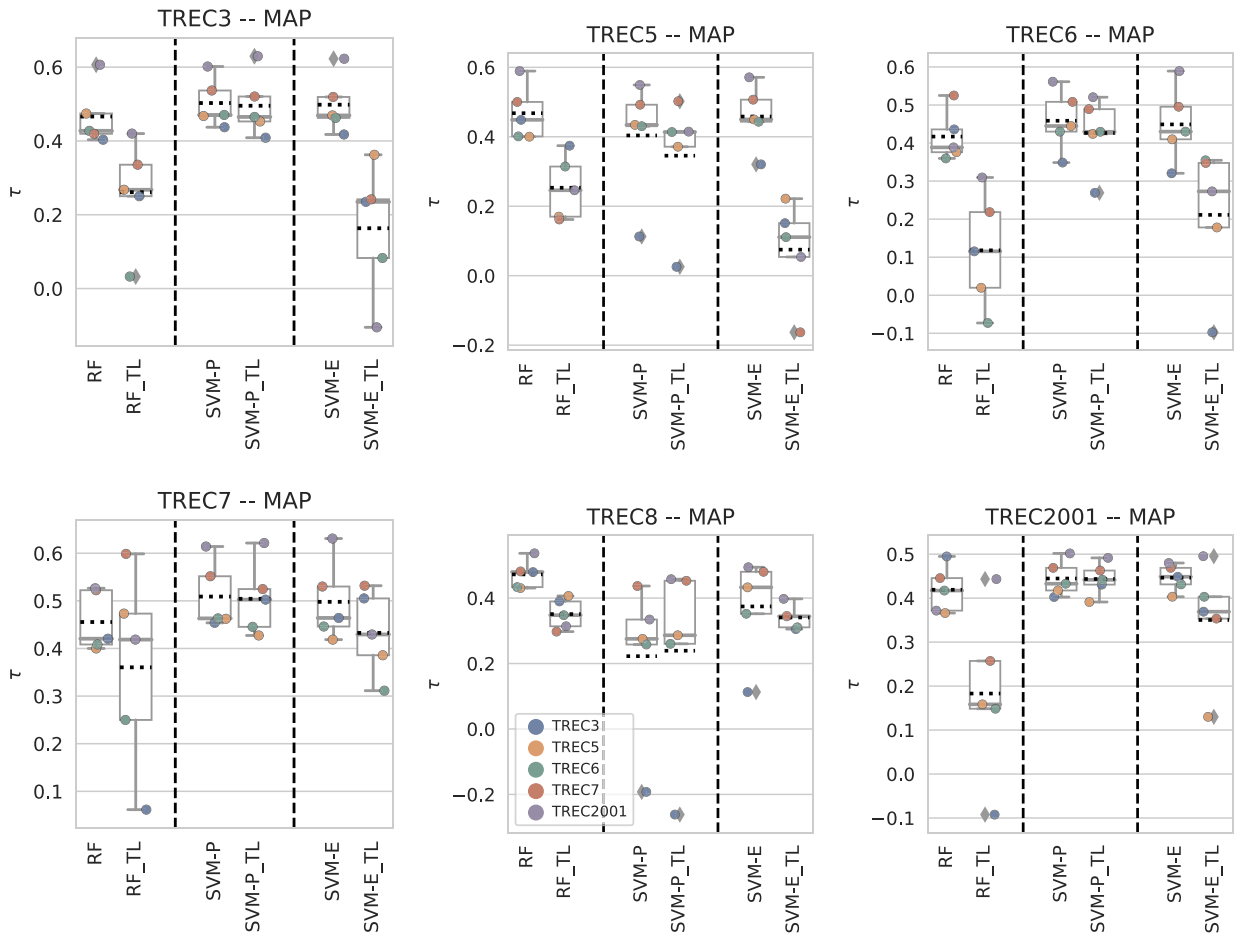 TREC3 -- MAP
τ
0.6
0.4
0.2
0.0
RF
RF_TL
SVM-P
SVM-P_TL
SVM-E
SVM-E_TL
TREC5 -- MAP
τ
0.6
0.4
0.2
0.0
−0.2
RF
RF_TL
SVM-P
SVM-P_TL
SVM-E
SVM-E_TL
TREC6 -- MAP
τ
0.6
0.5
0.4
0.3
0.2
0.1
0.0
−0.1
RF
RF_TL
SVM-P
SVM-P_TL
SVM-E
SVM-E_TL
TREC7 -- MAP
τ
0.6
0.5
0.4
0.3
0.2
0.1
RF
RF_TL
SVM-P
SVM-P_TL
SVM-E
SVM-E_TL
TREC8 -- MAP
τ
0.4
0.2
0.0
−0.2
TREC3
TREC5
TREC6
TREC7
TREC2001
RF
RF_TL
SVM-P
SVM-P_TL
SVM-E
SVM-E_TL
TREC2001 -- MAP
τ
0.5
0.4
0.3
0.2
0.1
0.0
−0.1
RF
RF_TL
SVM-P
SVM-P_TL
SVM-E
SVM-E_TL